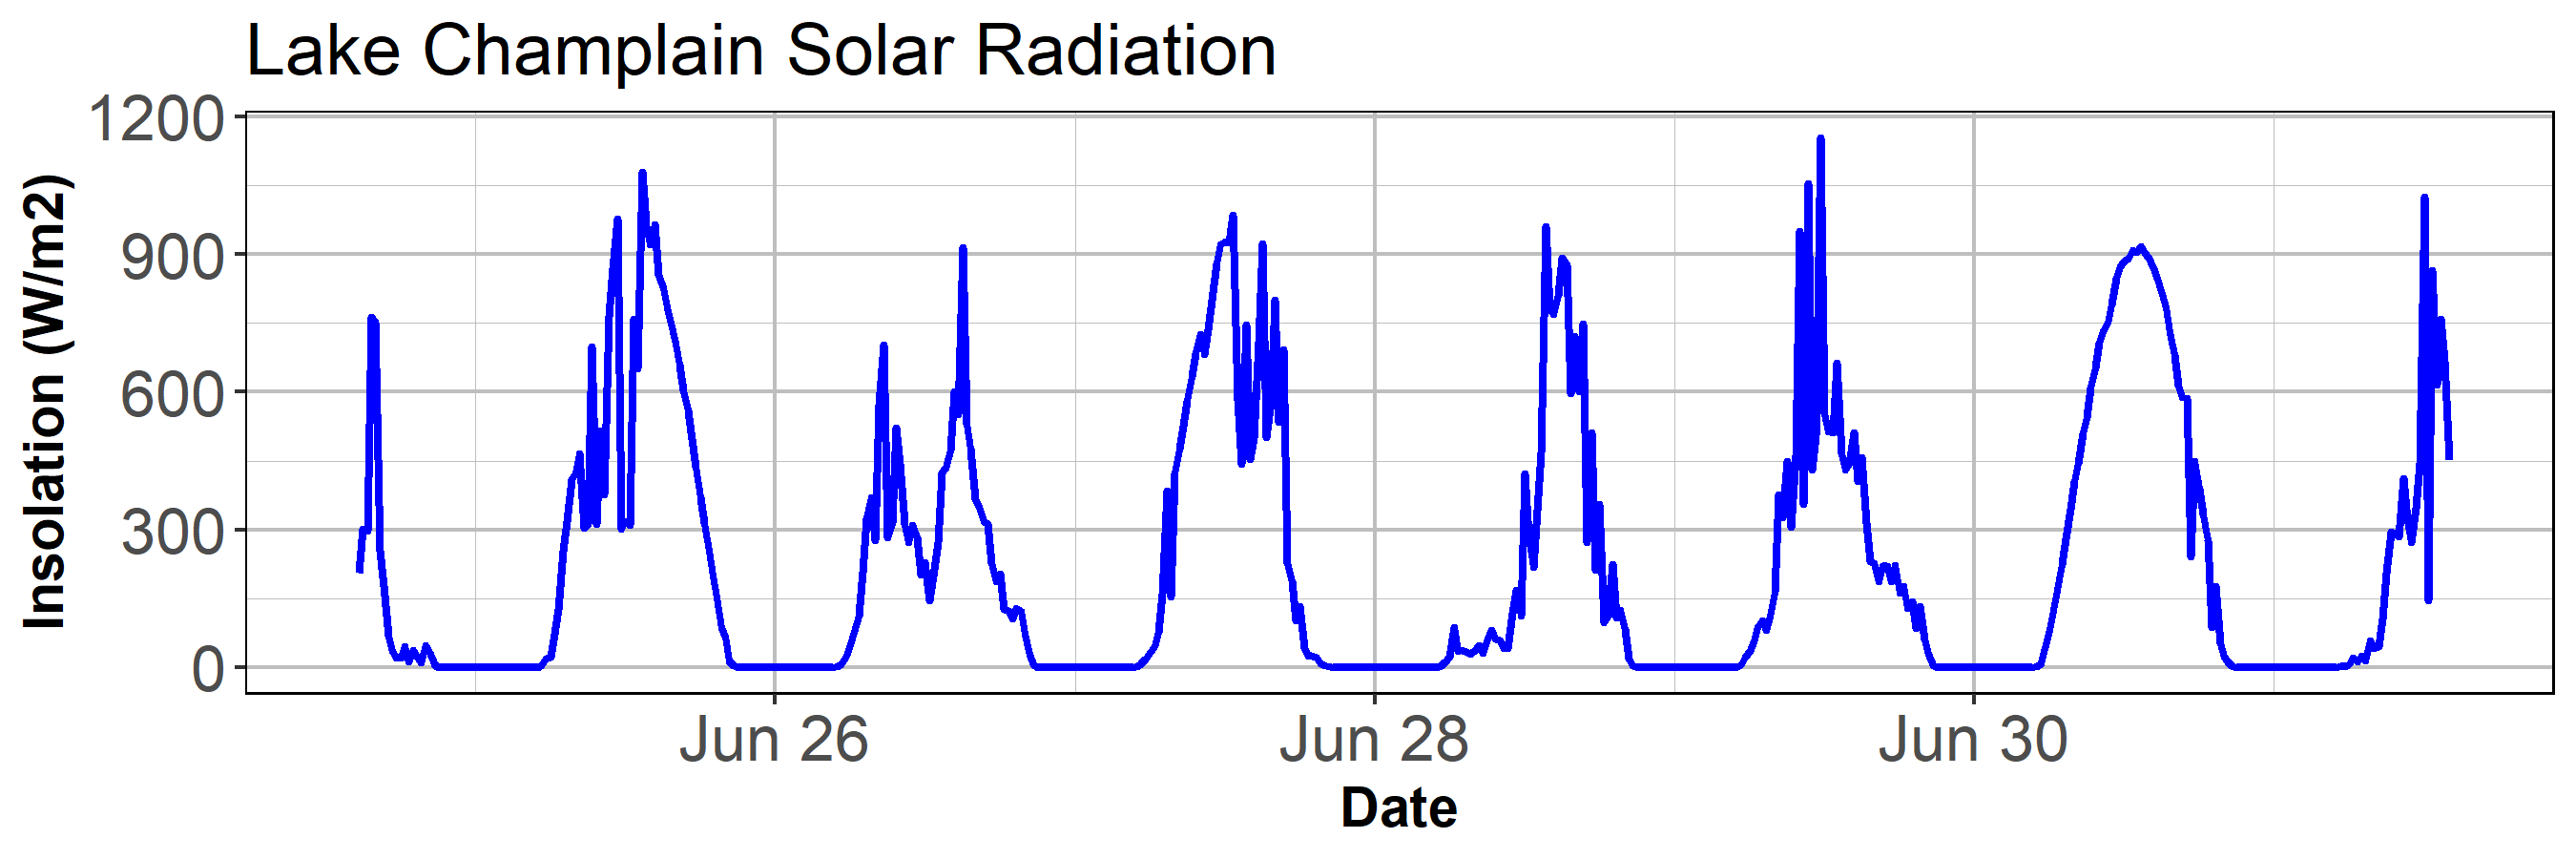 Lake Champlain Solar Radiation
1200
900
600
300
0
Insolation (W/m2)
Jun 26 Jun 28 Jun 30
Date